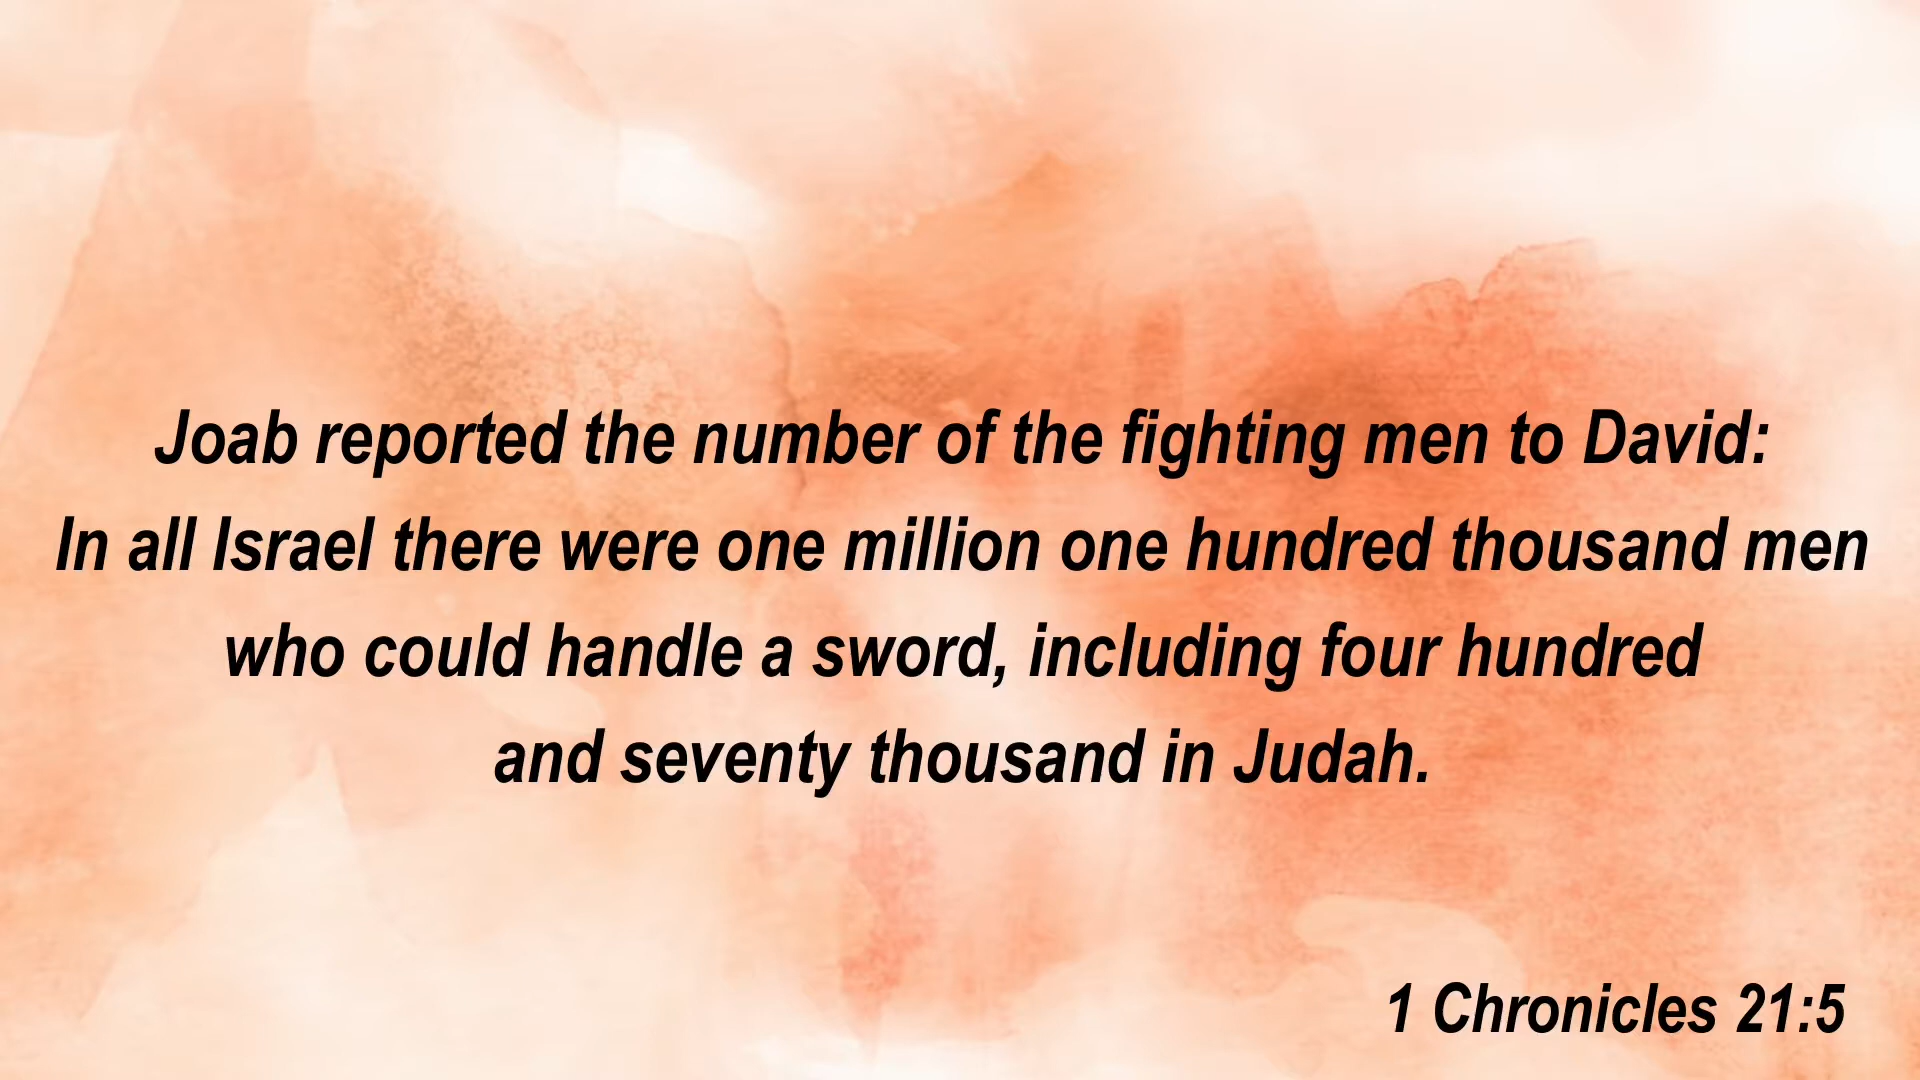 Joab reported the number of the fighting men to David:
In all Israel there were one million one hundred thousand men
who could handle a sword, including four hundred
and seventy thousand in Judah.
1 Chronicles 21:5